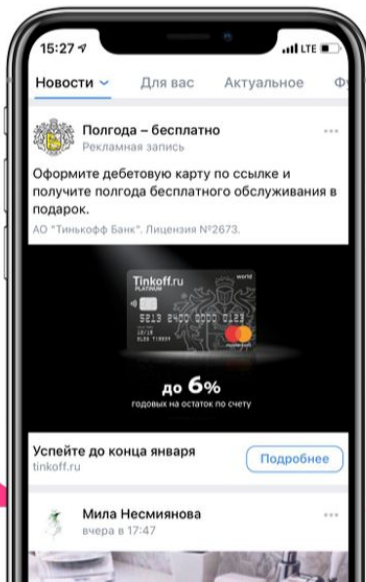 15:27
LTE
Новости
Для вас
Актуальное
Полгода – бесплатно
Рекламная запись
Оформите дебетовую карту по ссылке и
получите полгода бесплатного обслуживания в
подарок.
АО "Тинькофф Банк". Лицензия №2673.
Tinkoff.ru
PLATINUM
world
5213 2400 0000 0123
до 6%
годовых на остаток по счету
Успейте до конца января
tinkoff.ru
Подробнее
Мила Несмиянова
вчера в 17:47